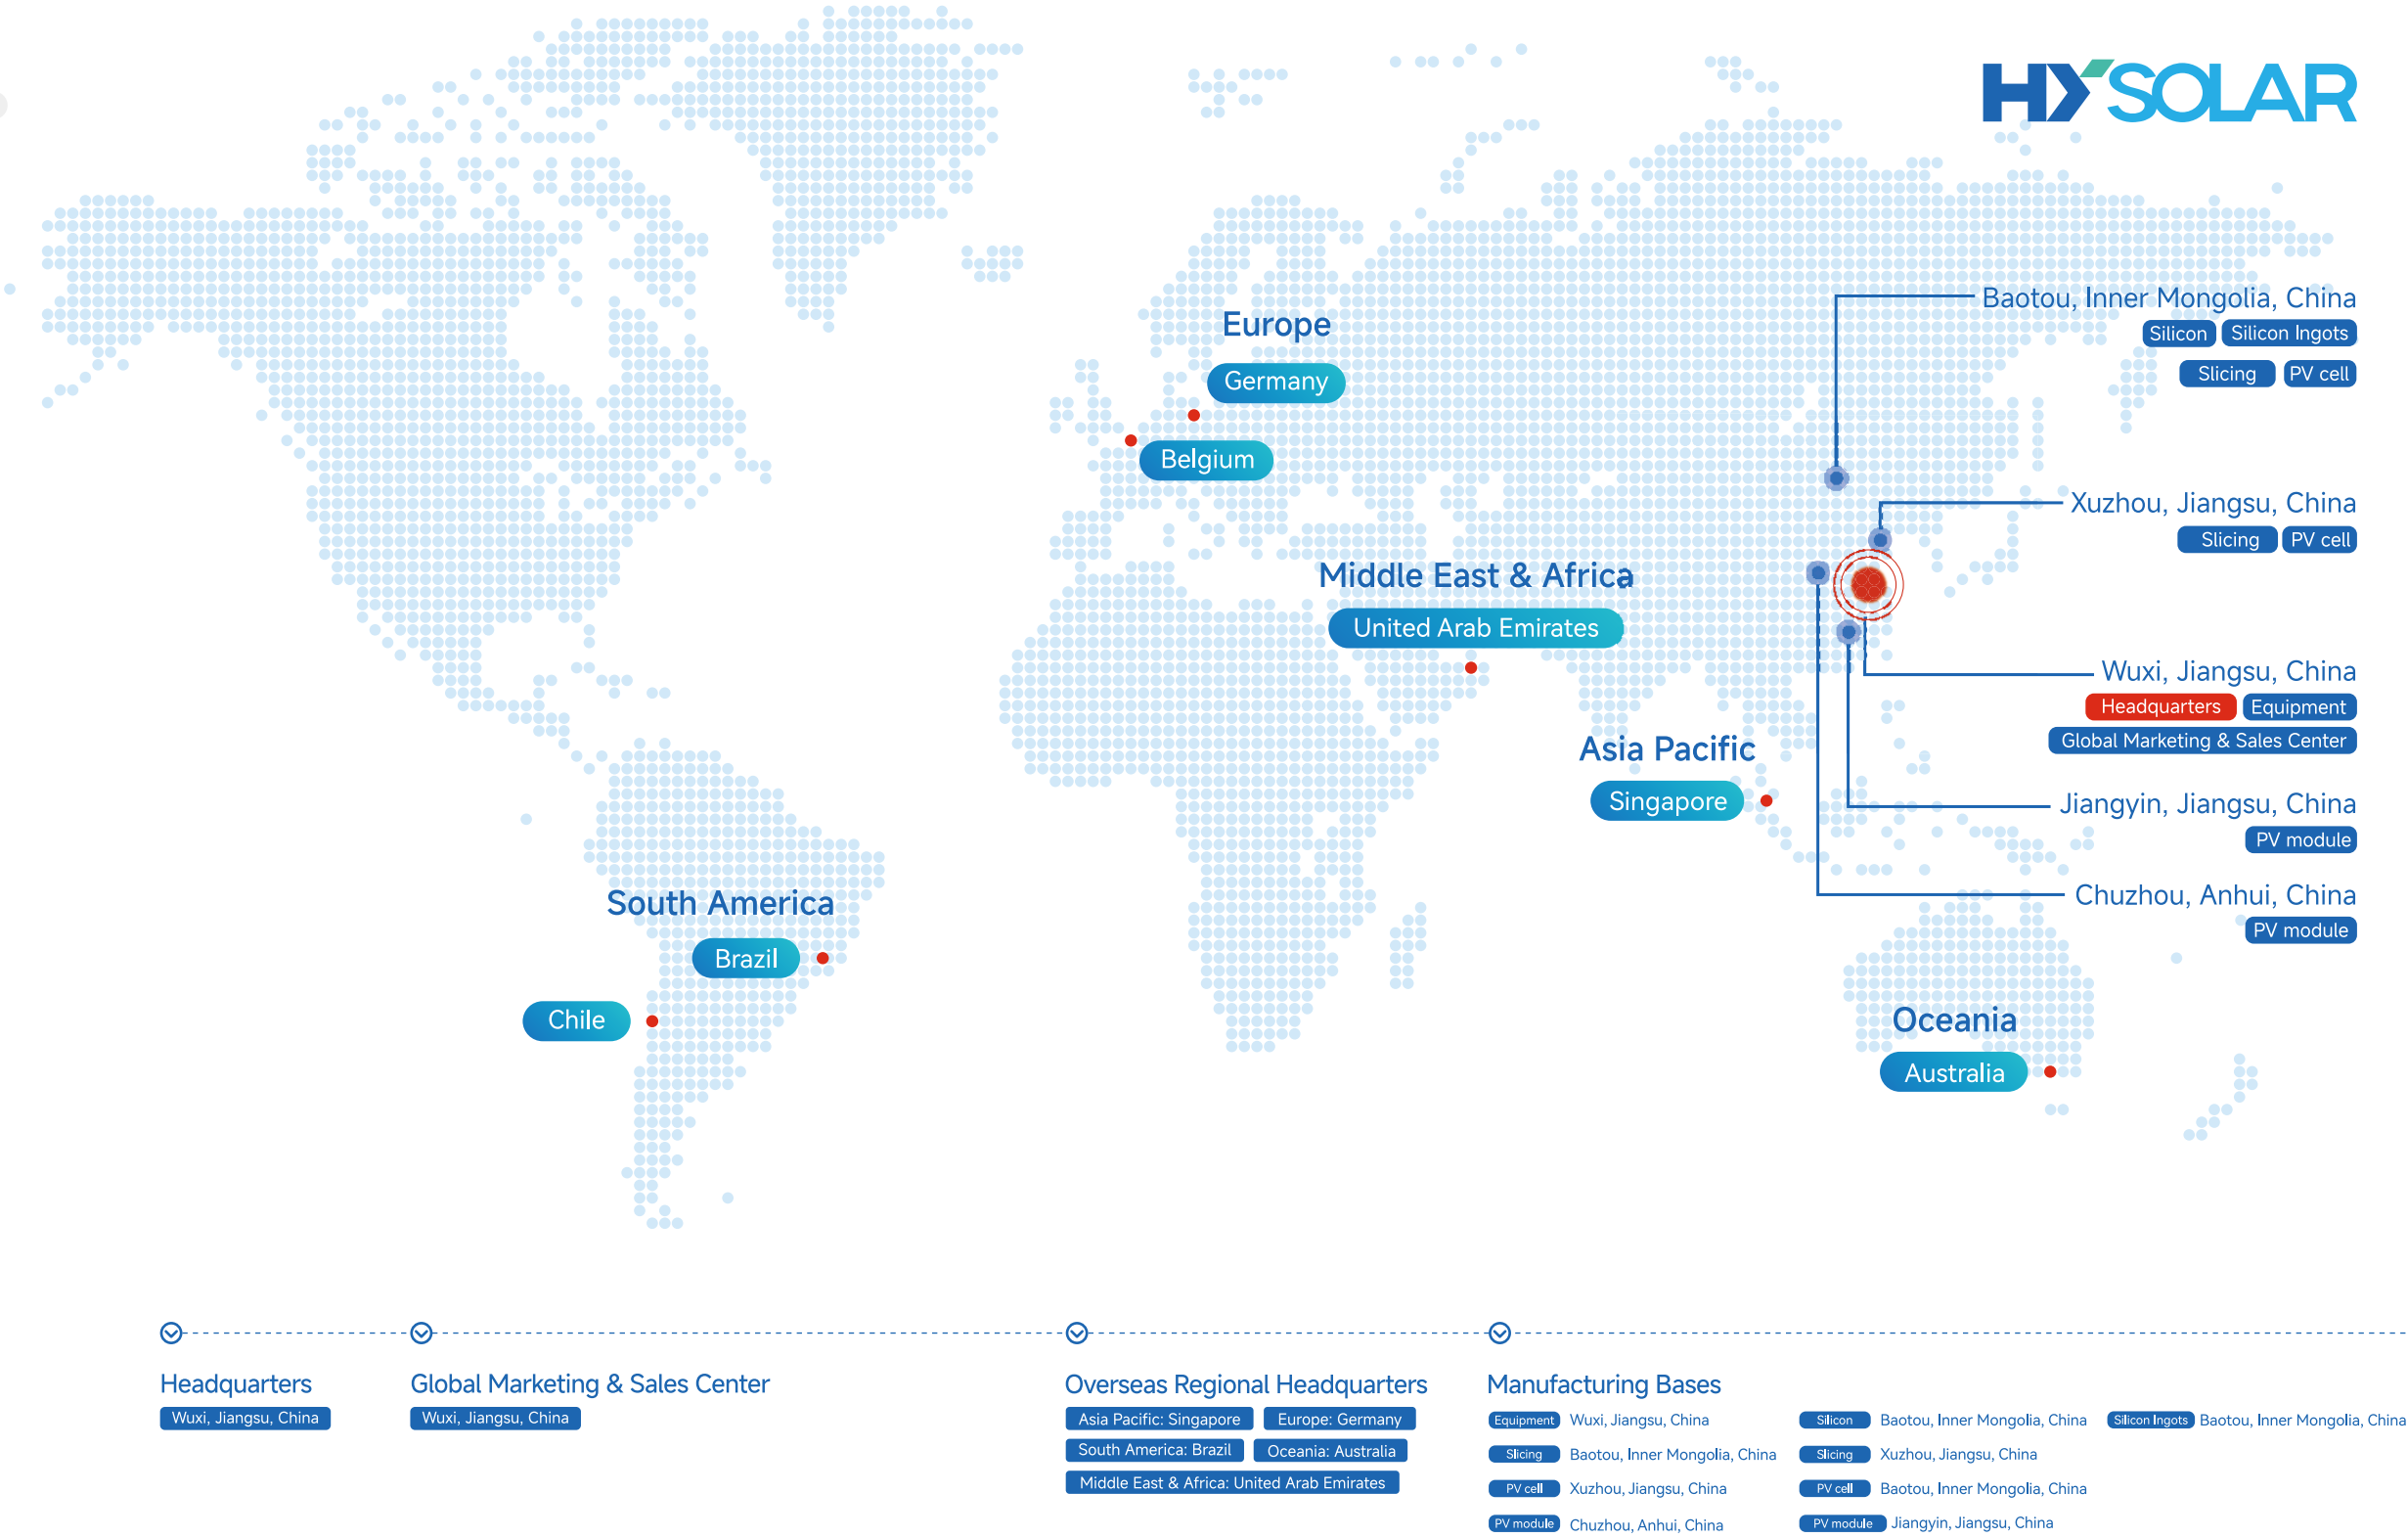 HY SOLAR
Europe
Germany
Belgium
Middle East & Africa
United Arab Emirates
Asia Pacific
Singapore
South America
Brazil
Chile
Oceania
Australia
Baotou, Inner Mongolia, China
Silicon Silicon Ingots
Slicing PV cell
Xuzhou, Jiangsu, China
Slicing PV cell
Wuxi, Jiangsu, China
Headquarters Equipment
Global Marketing & Sales Center
Jiangyin, Jiangsu, China
PV module
Chuzhou, Anhui, China
PV module
Headquarters
Wuxi, Jiangsu, China
Global Marketing & Sales Center
Wuxi, Jiangsu, China
Overseas Regional Headquarters
Asia Pacific: Singapore Europe: Germany
South America: Brazil Oceania: Australia
Middle East & Africa: United Arab Emirates
Manufacturing Bases
Equipment Wuxi, Jiangsu, China Silicon Baotou, Inner Mongolia, China Silicon Ingots Baotou, Inner Mongolia, China
Slicing Baotou, Inner Mongolia, China Slicing Xuzhou, Jiangsu, China
PV cell Xuzhou, Jiangsu, China PV cell Baotou, Inner Mongolia, China
PV module Chuzhou, Anhui, China PV module Jiangyin, Jiangsu, China